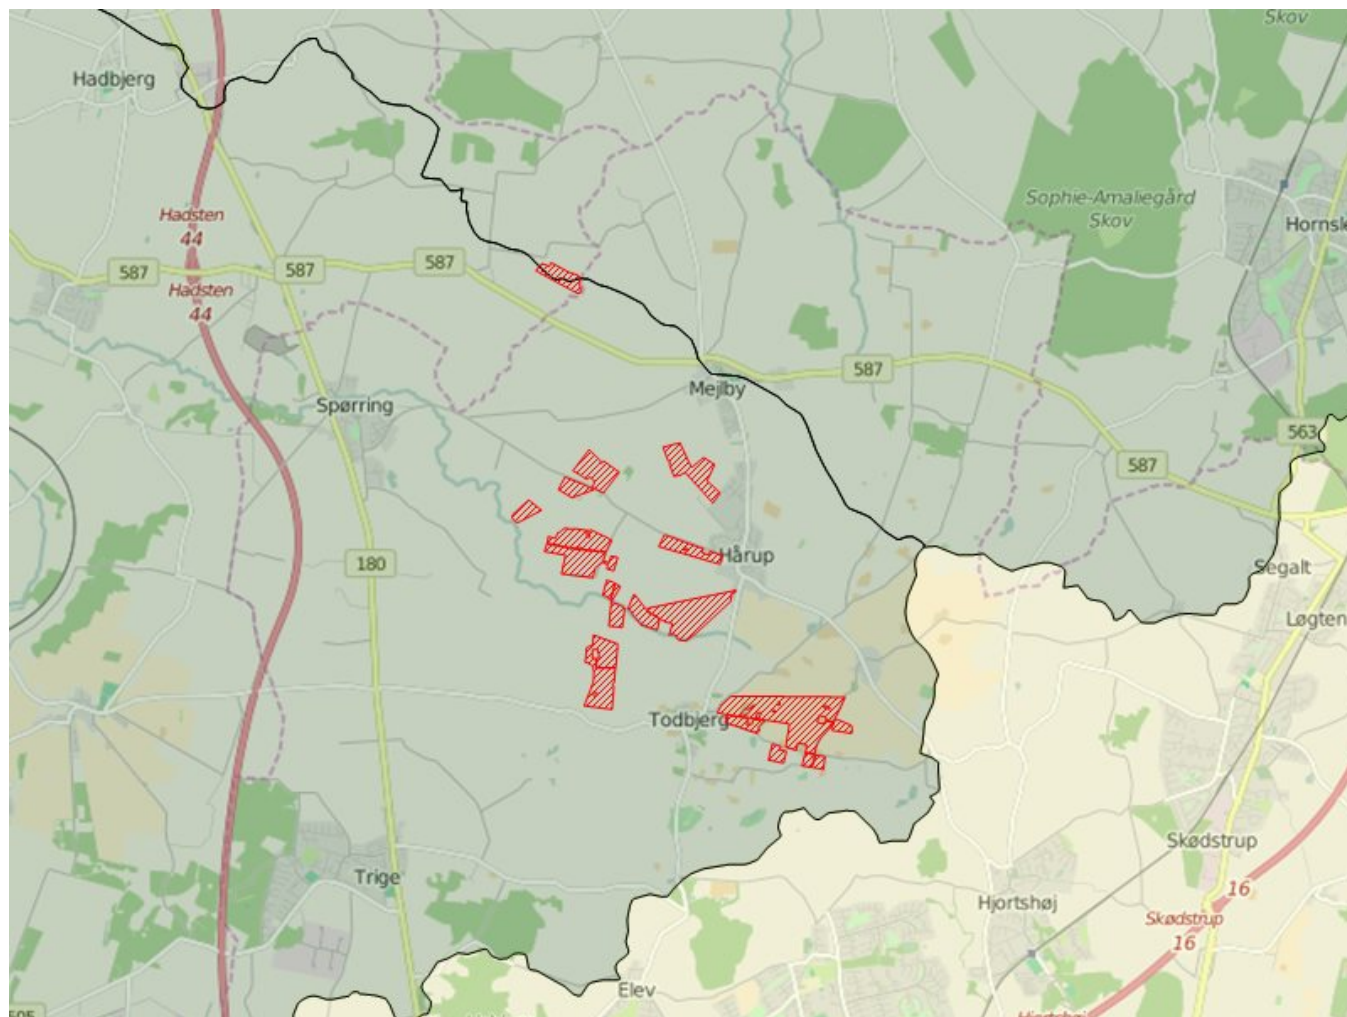 Skov
Hadbjerg
Sophie-Amaliegård
Skov
Hadsten
44
Hornsle
587
587
587
Hadsten
44
587
Mejlby
Spørring
563
587
180
Hårup
Segalt
Løgten
Todbjerg
Skødstrup
Trige
16
Hjortshøj
Skødstrup
16
Elev